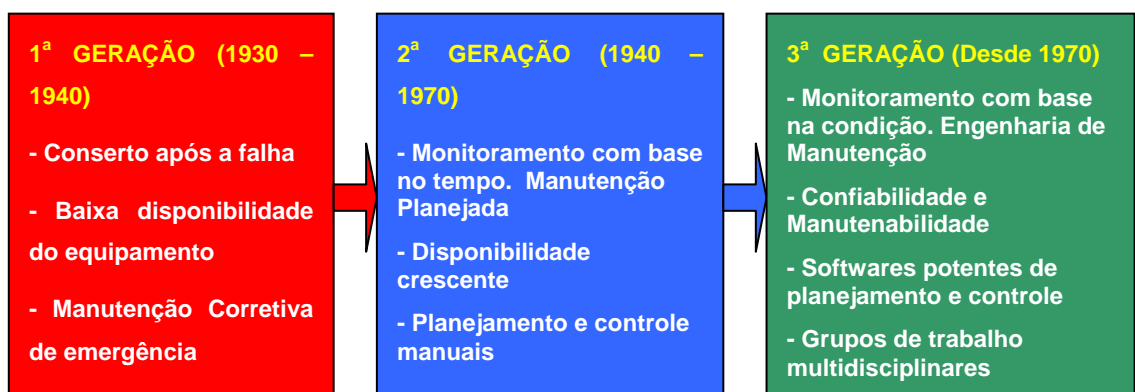 1ª GERAÇÃO (1930 –
1940)
- Conserto após a falha
- Baixa disponibilidade
do equipamento
- Manutenção Corretiva
de emergência
2ª GERAÇÃO (1940 –
1970)
- Monitoramento com base
no tempo. Manutenção
Planejada
- Disponibilidade
crescente
- Planejamento e controle
manuais
3ª GERAÇÃO (Desde 1970)
- Monitoramento com base
na condição. Engenharia de
Manutenção
- Confiabilidade e
Manutenabilidade
- Softwares potentes de
planejamento e controle
- Grupos de trabalho
multidisciplinares